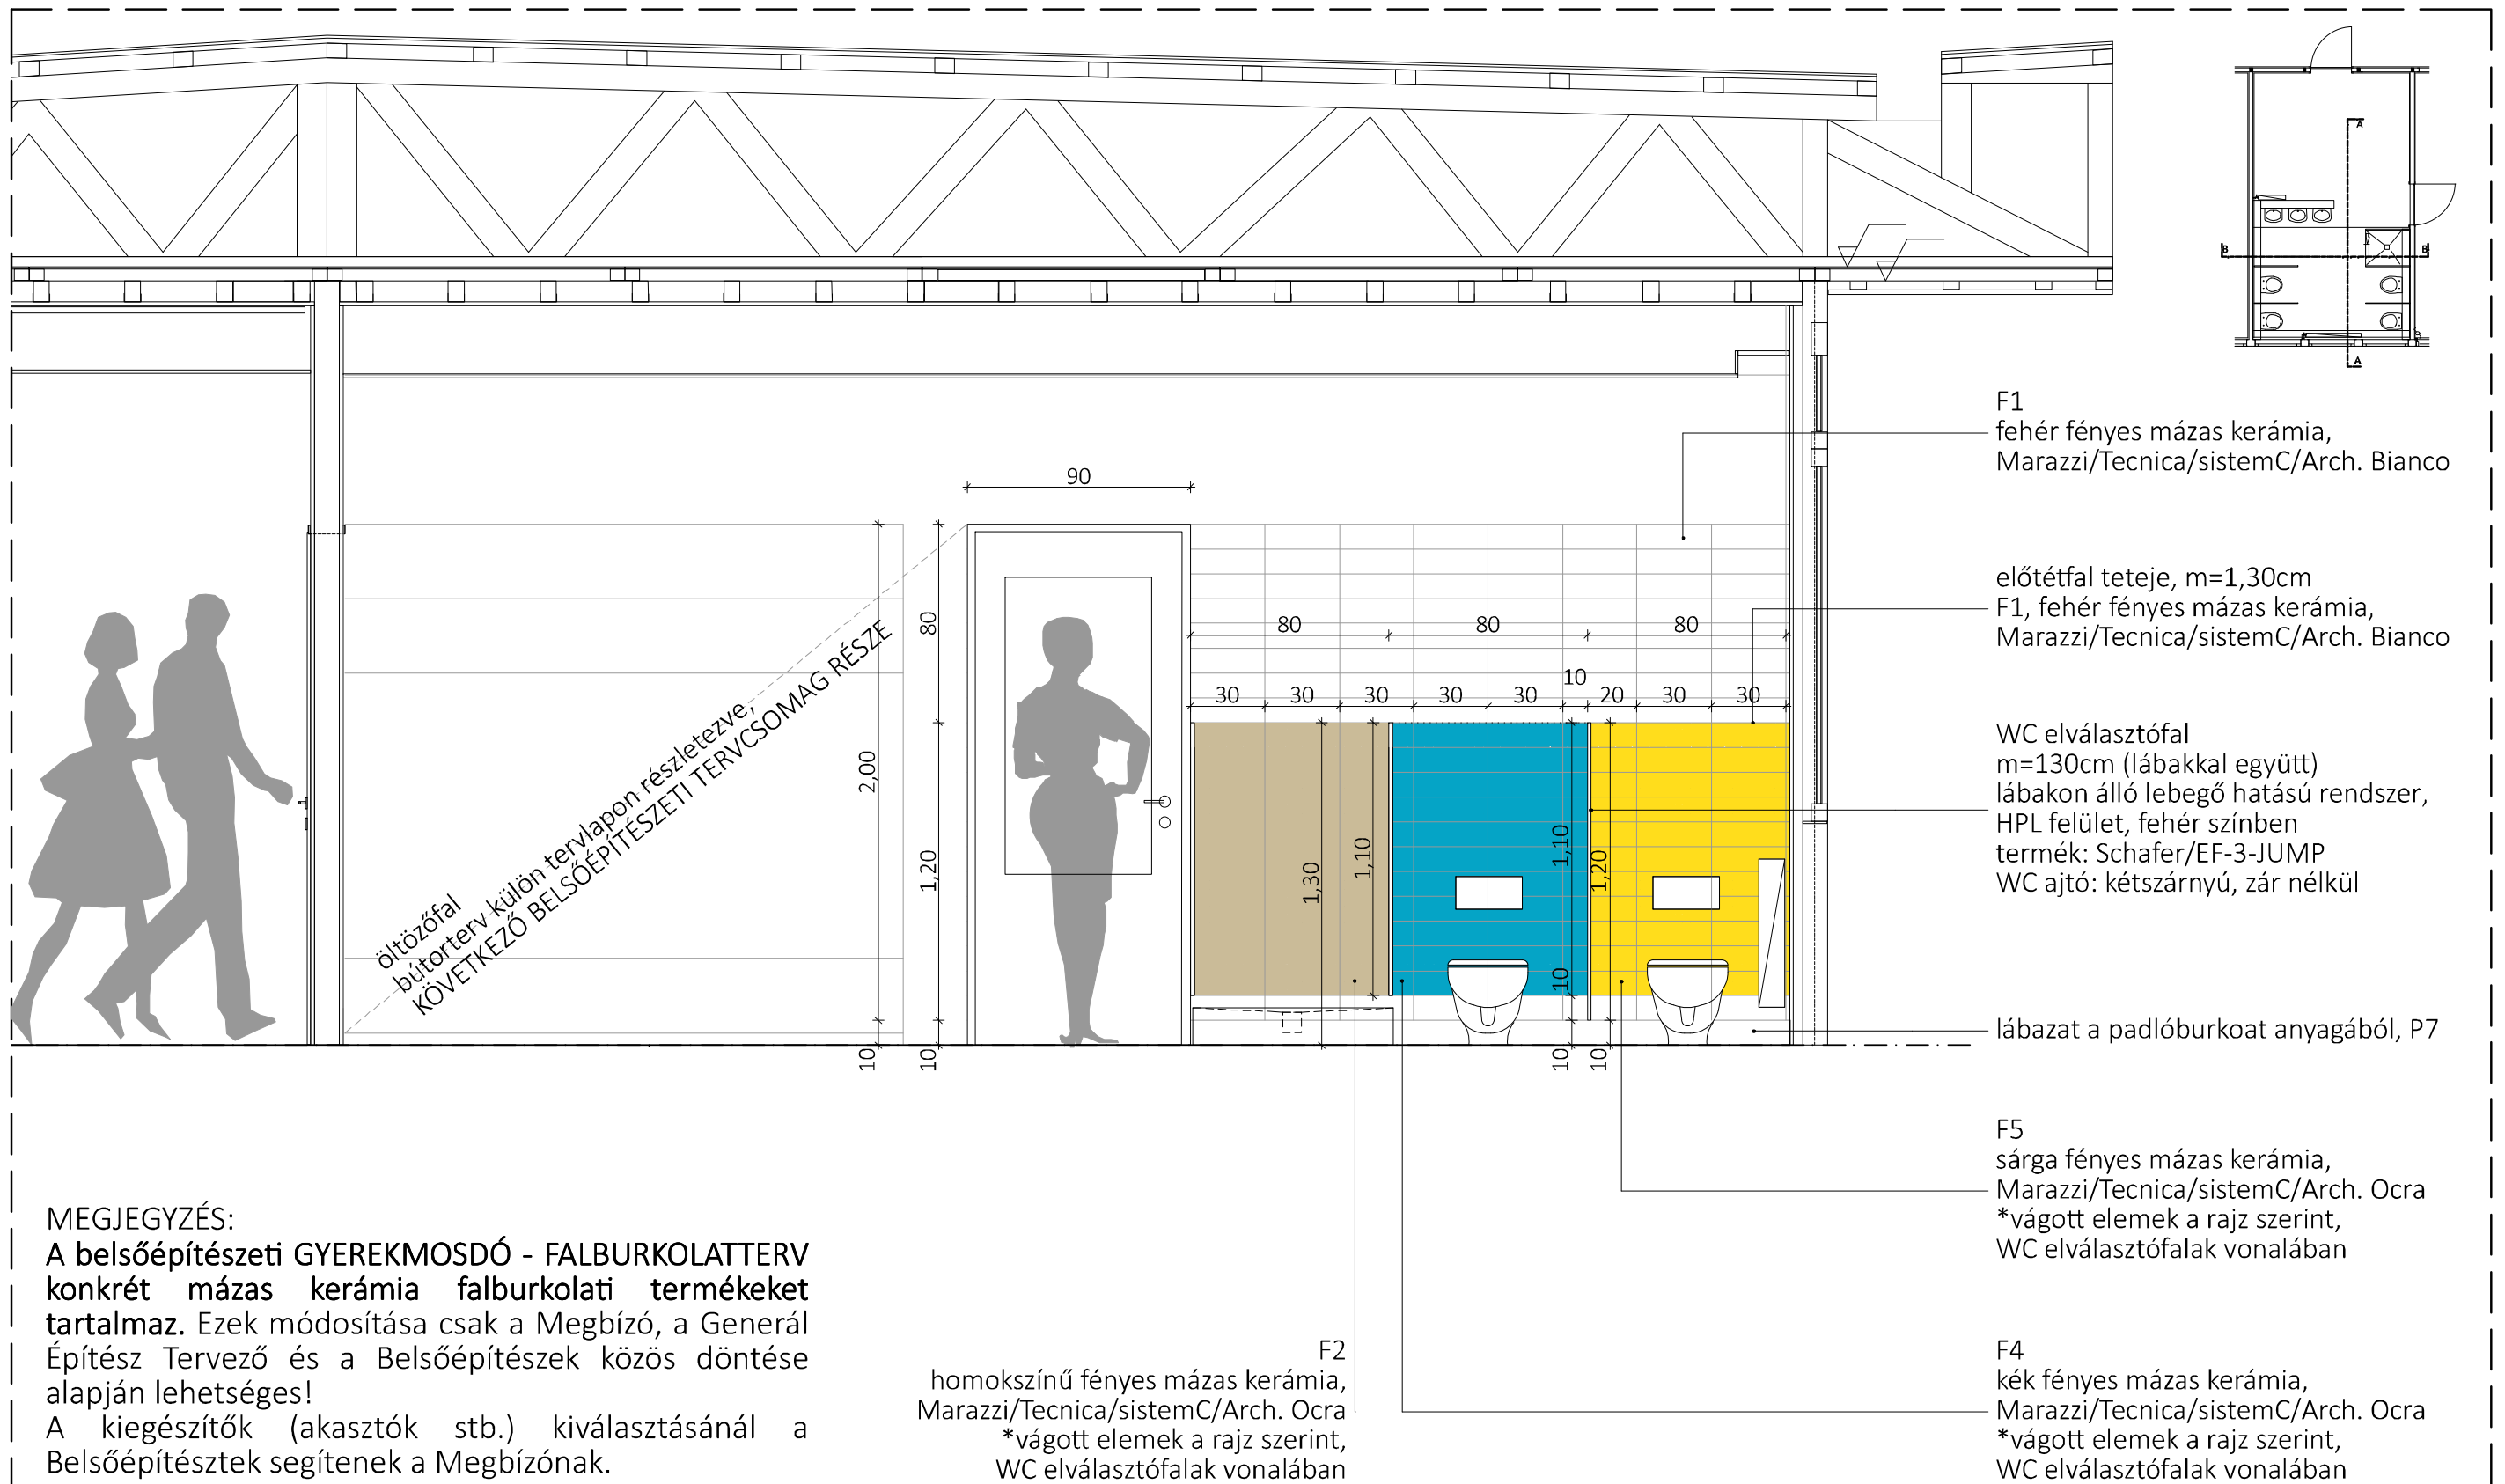 A
B
B
A
F1
fehér fényes mázas kerámia,
Marazzi/Tecnica/sistemC/Arch. Bianco
90
előtétfal teteje, m=1,30cm
F1, fehér fényes mázas kerámia,
Marazzi/Tecnica/sistemC/Arch. Bianco
80
80
80
80
10
30
30
30
30
30
20
30
30
WC elválasztófal
m=130cm (lábakkal együtt)
lábakon álló lebegő hatású rendszer,
HPL felület, fehér színben
termék: Schafer/EF-3-JUMP
WC ajtó: kétszárnyú, zár nélkül
öltözőfal
bútorterv külön tervlapon részletezve,
KÖVETKEZŐ BELSŐÉPÍTÉSZETI TERVCSOMAG RÉSZE
2,00
1,20
1,30
1,10
1,10
1,20
10
10
10
10
10
lábazat a padlóburkoat anyagából, P7
F5
sárga fényes mázas kerámia,
Marazzi/Tecnica/sistemC/Arch. Ocra
*vágott elemek a rajz szerint,
WC elválasztófalak vonalában
MEGJEGYZÉS:
A belsőépítészeti GYEREKMOSDÓ - FALBURKOLATTERV
konkrét mázas kerámia falburkolati termékeket
tartalmaz. Ezek módosítása csak a Megbízó, a Generál
Építész Tervező és a Belsőépítészek közös döntése
alapján lehetséges!
A kiegészítők (akasztók stb.) kiválasztásánál a
Belsőépítésztek segítenek a Megbízónak.
F2
homokszínű fényes mázas kerámia,
Marazzi/Tecnica/sistemC/Arch. Ocra
*vágott elemek a rajz szerint,
WC elválasztófalak vonalában
F4
kék fényes mázas kerámia,
Marazzi/Tecnica/sistemC/Arch. Ocra
*vágott elemek a rajz szerint,
WC elválasztófalak vonalában